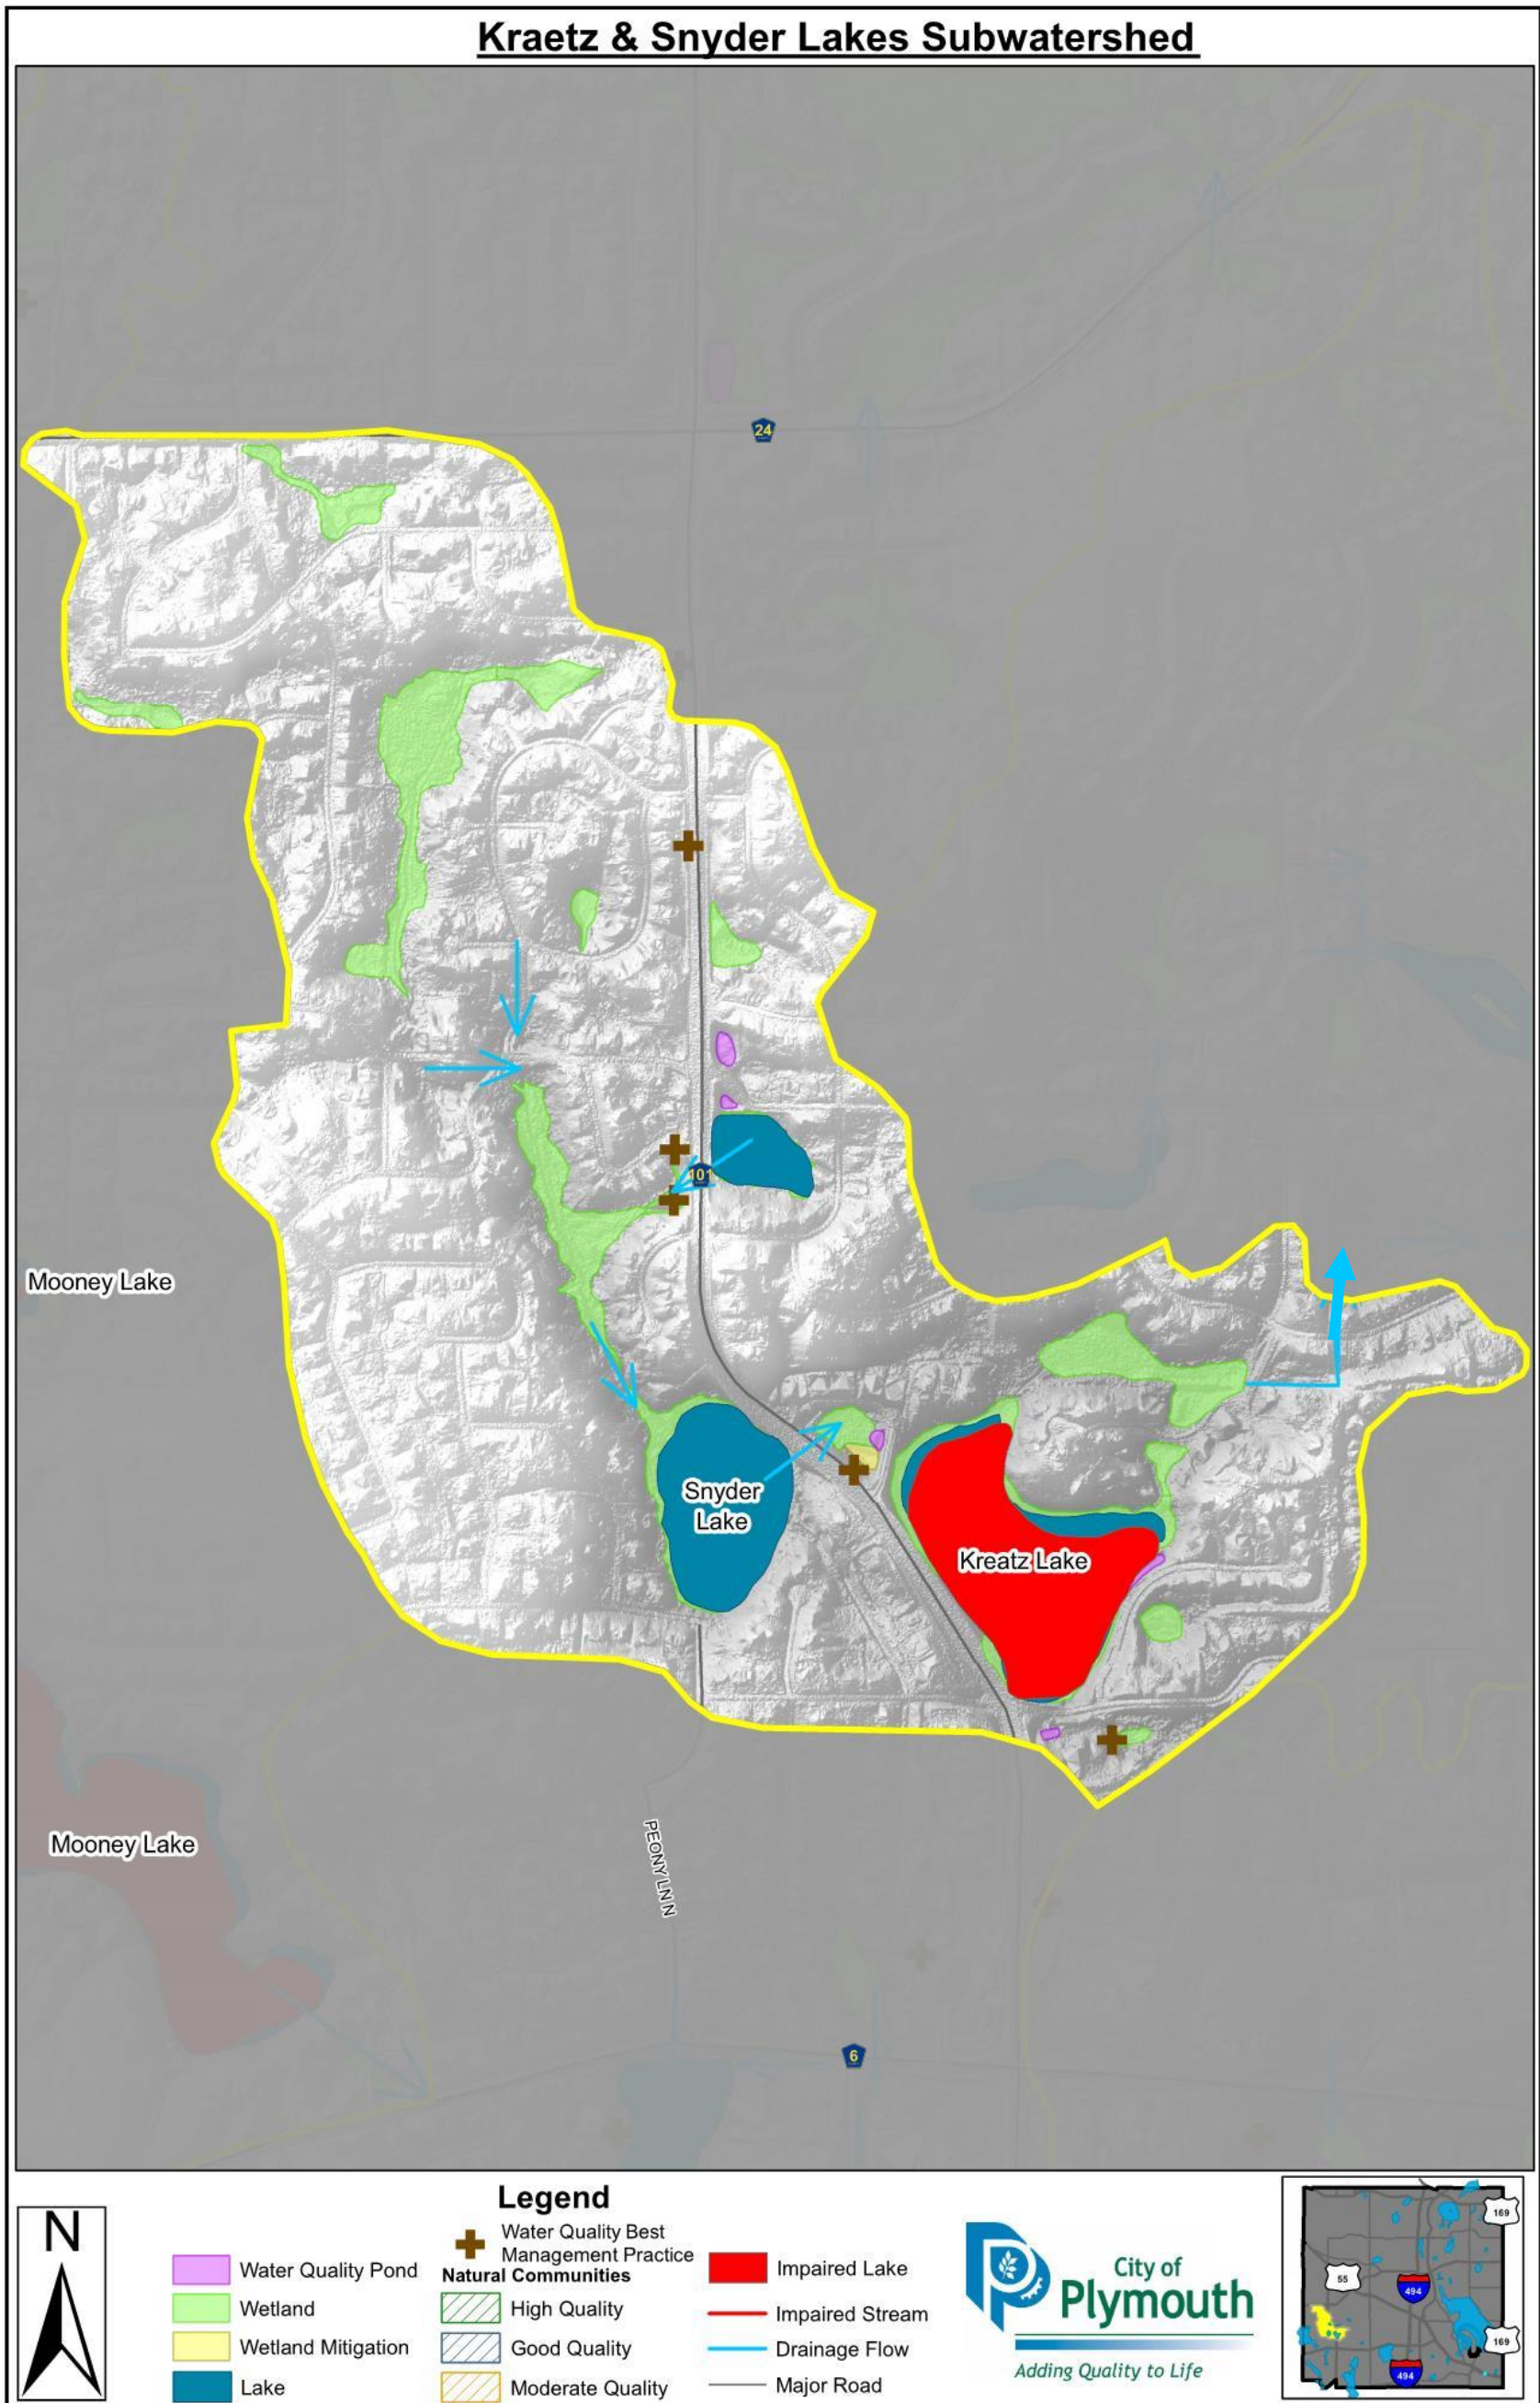 Kraetz & Snyder Lakes Subwatershed
24
101
Mooney Lake
Snyder
Lake
Kreatz Lake
Mooney Lake
PEONY LN N
6
N
Legend
Water Quality Pond
Wetland
Wetland Mitigation
Lake
Water Quality Best
Management Practice
Natural Communities
High Quality
Good Quality
Moderate Quality
Impaired Lake
Impaired Stream
Drainage Flow
Major Road
City of
Plymouth
Adding Quality to Life
169
55
494
169
494